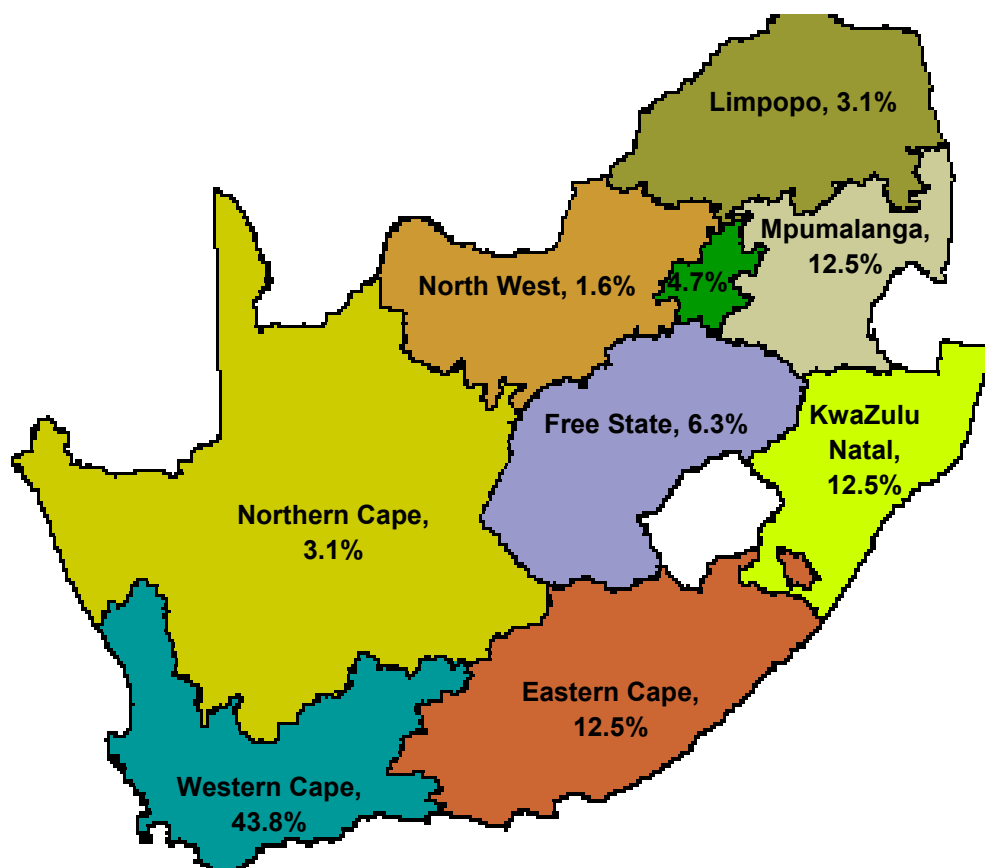 Limpopo, 3.1%
Mpumalanga,
12.5%
North West, 1.6%
4.7%
Free State, 6.3%
KwaZulu
Natal,
12.5%
Northern Cape,
3.1%
Eastern Cape,
12.5%
Western Cape,
43.8%